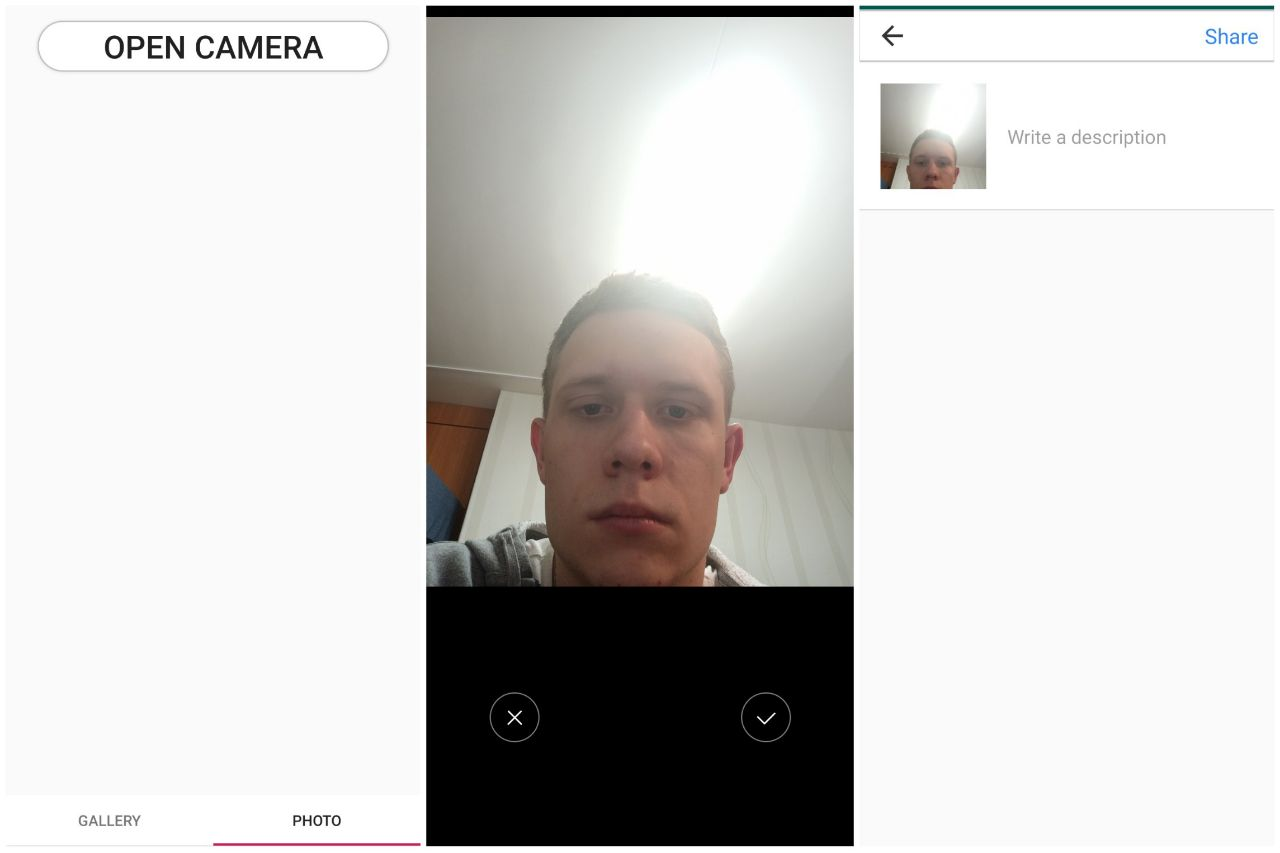 OPEN CAMERA
GALLERY
PHOTO
Share
Write a description